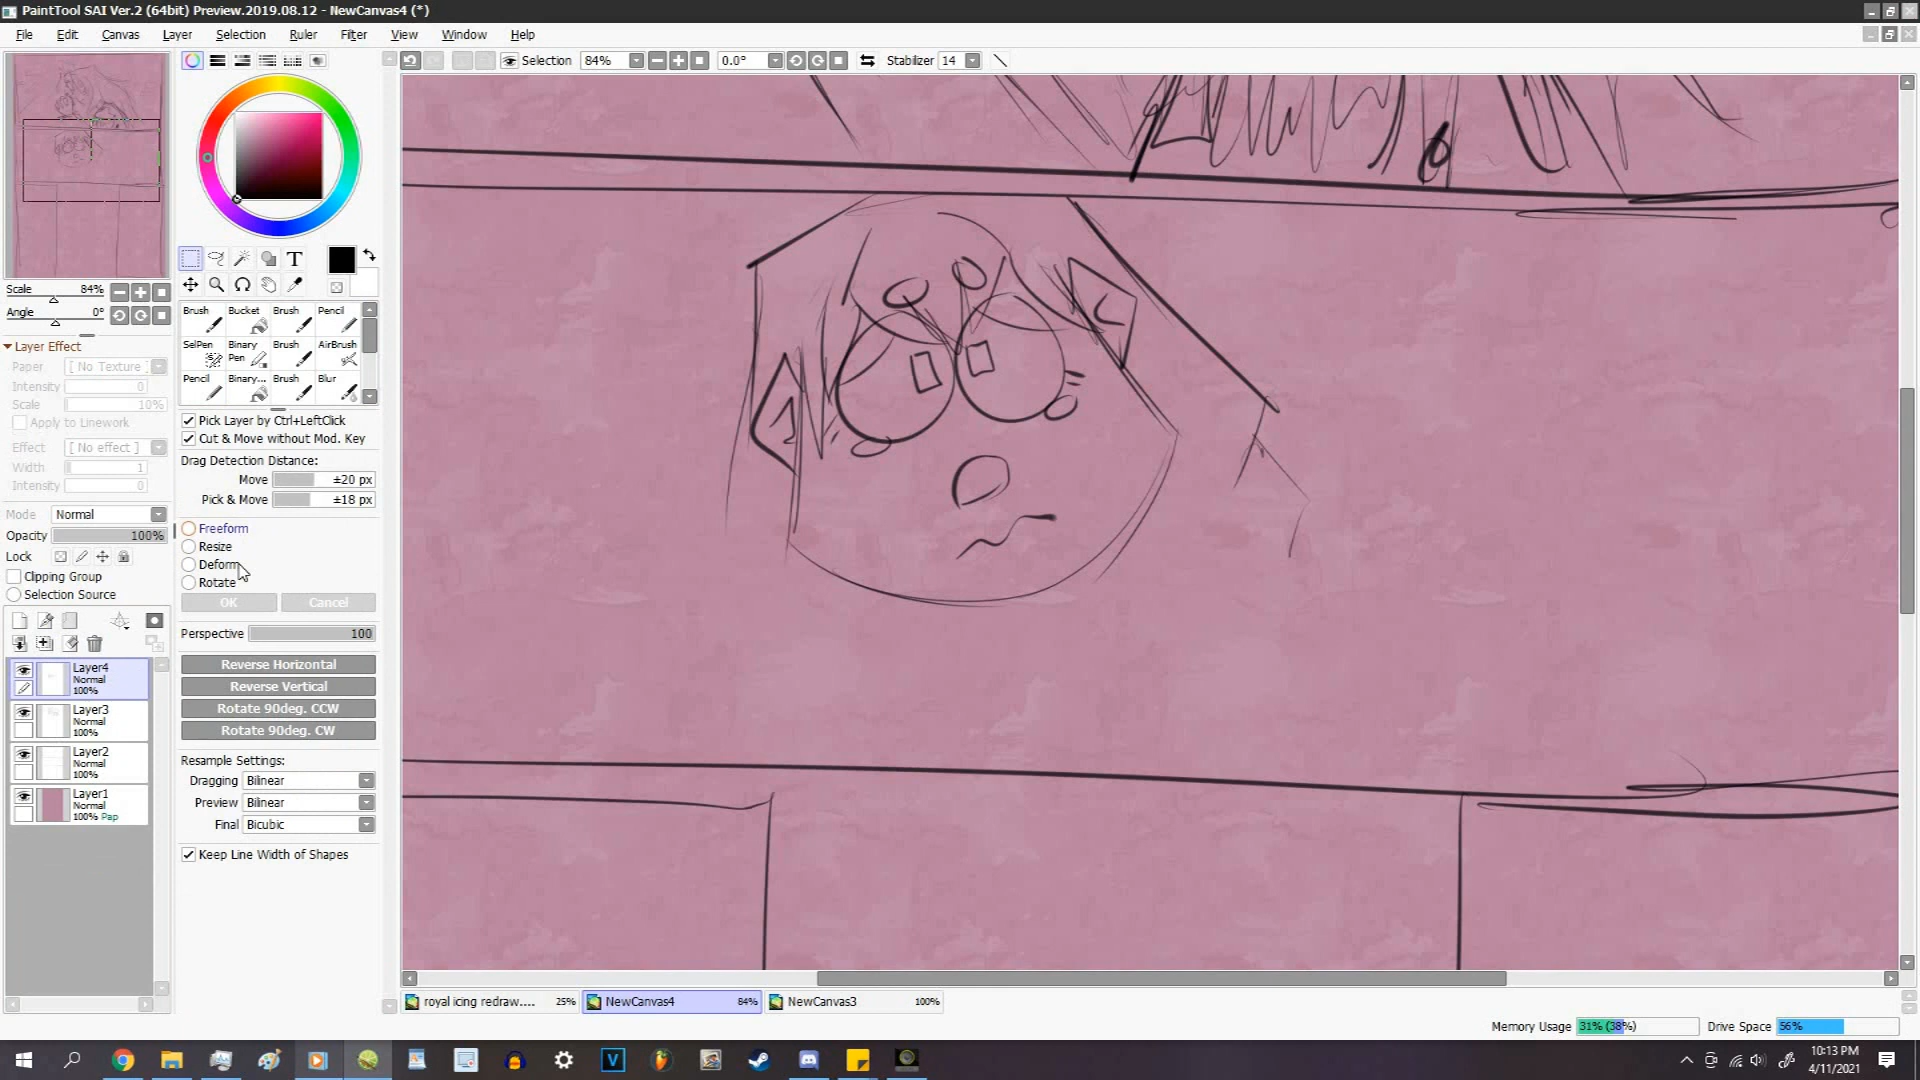 PaintTool SAI Ver.2 (64bit) Preview.2019.08.12 - NewCanvas4 (*)
File Edit Canvas Layer Selection Ruler Filter View Window Help
Selection 84% 0.0° Stabilizer 14
Scale 84%
Angle 0°
Layer Effect
Paper [ No Texture ]
Intensity 0
Scale 10%
Apply to Linework
Effect [ No effect ]
Width 1
Intensity 0
Mode Normal
Opacity 100%
Lock
Clipping Group
Selection Source
Layer4
Normal
100%
Layer3
Normal
100%
Layer2
Normal
100%
Layer1
Normal
100% Pap
T
Brush Bucket Brush Pencil
SelPen Binary Pen Brush AirBrush
Pencil Binary... Brush Blur
Pick Layer by Ctrl+LeftClick
Cut & Move without Mod. Key
Drag Detection Distance:
Move ±20 px
Pick & Move ±18 px
Freeform
Resize
Deform
Rotate
OK Cancel
Perspective 100
Reverse Horizontal
Reverse Vertical
Rotate 90deg. CCW
Rotate 90deg. CW
Resample Settings:
Dragging Bilinear
Preview Bilinear
Final Bicubic
Keep Line Width of Shapes
royal icing redraw.... 25% NewCanvas4 84% NewCanvas3 100%
Memory Usage 31% (38%) Drive Space 56%
V
10:13 PM
4/11/2021